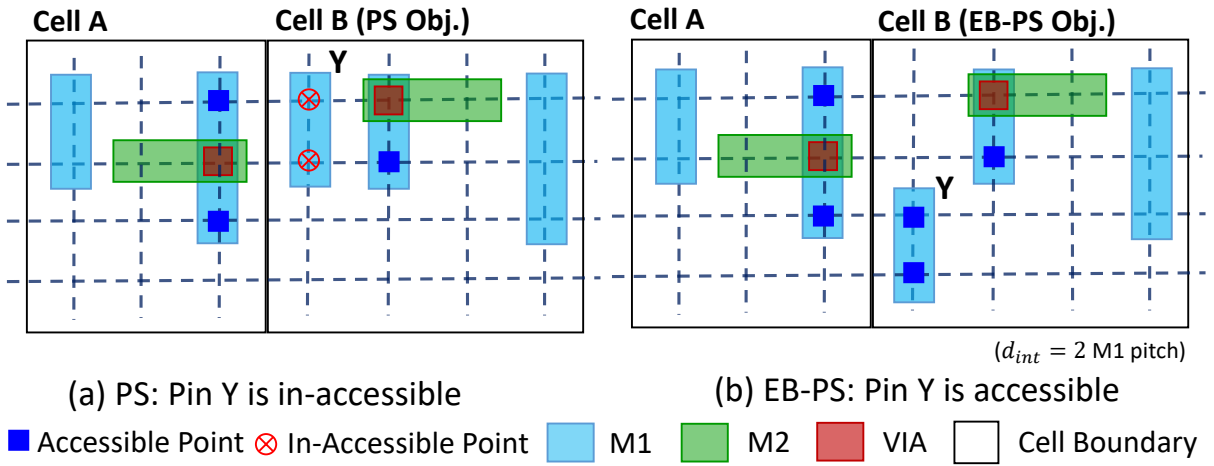 Cell A
Cell B (PS Obj.)
Y
Cell A
Cell B (EB-PS Obj.)
Y
(d_int = 2 M1 pitch)
(a) PS: Pin Y is in-accessible
(b) EB-PS: Pin Y is accessible
Accessible Point In-Accessible Point M1 M2 VIA Cell Boundary